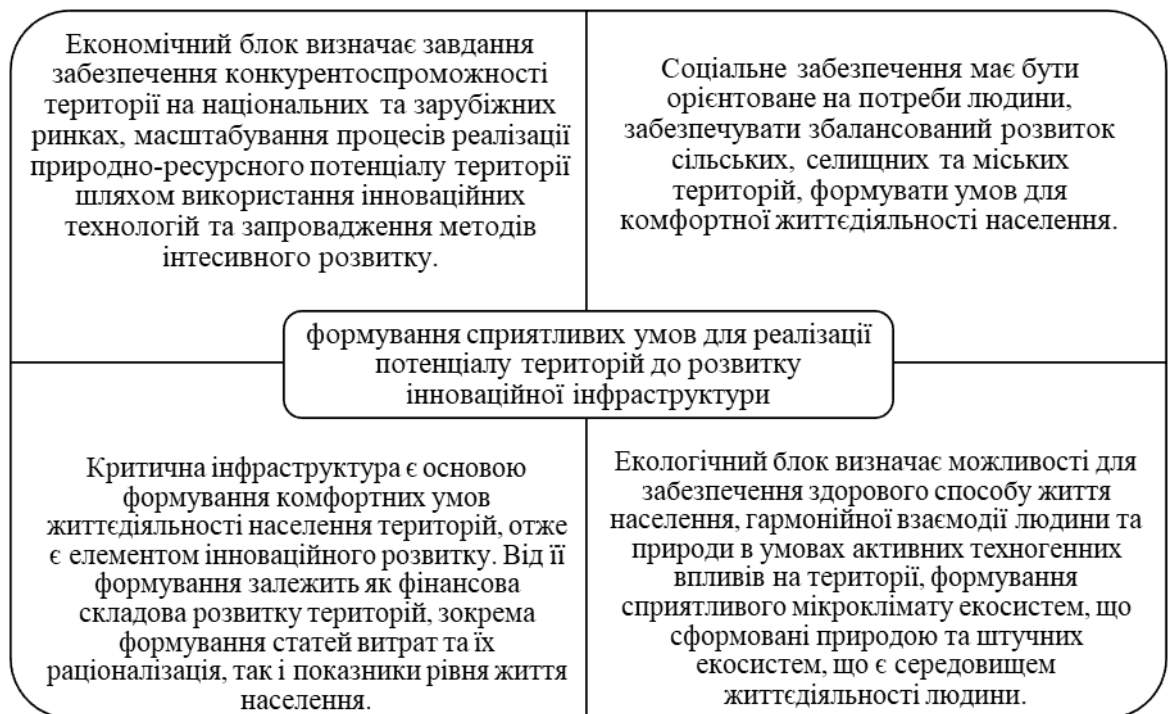 Економічний блок визначає завдання
забезпечення конкурентоспроможності
території на національних та зарубіжних
ринках, масштабування процесів реалізації
природно-ресурсного потенціалу території
шляхом використання інноваційних
технологій та запровадження методів
інтесивного розвитку.
Соціальне забезпечення має бути
орієнтоване на потреби людини,
забезпечувати збалансований розвиток
сільських, селищних та міських
територій, формувати умов для
комфортної життєдіяльності населення.
формування сприятливих умов для реалізації
потенціалу територій до розвитку
інноваційної інфраструктури
Критична інфраструктура є основою
формування комфортних умов
життєдіяльності населення територій, отже
є елементом інноваційного розвитку. Від її
формування залежить як фінансова
складова розвитку територій, зокрема
формування статей витрат та їх
раціоналізація, так і показники рівня життя
населення.
Екологічний блок визначає можливості для
забезпечення здорового способу життя
населення, гармонійної взаємодії людини та
природи в умовах активних техногенних
впливів на території, формування
сприятливого мікроклімату екосистем, що
сформовані природою та штучних
екосистем, що є середовищем
життєдіяльності людини.